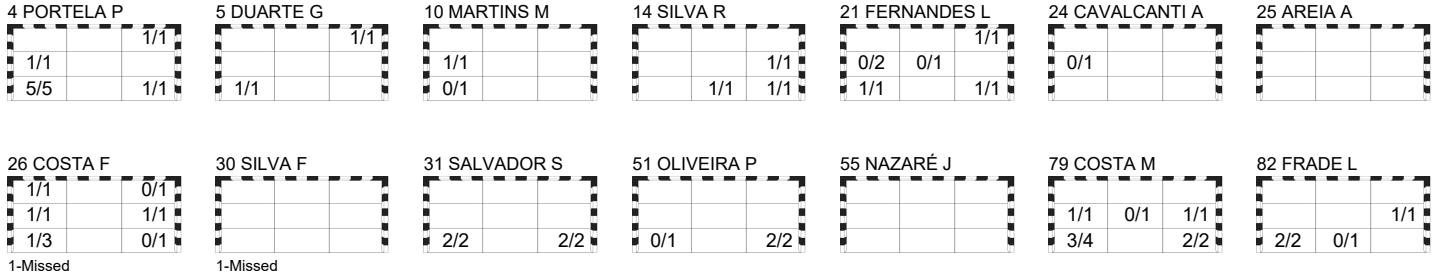 4 PORTELA P 5 DUARTE G 10 MARTINS M 14 SILVA R 21 FERNANDES L 24 CAVALCANTI A 25 AREIA A
1/1 1/1 1/1
1/1 1/1 1/1 0/2 0/1 0/1
5/5 1/1 1/1 0/1 1/1 1/1 1/1 1/1
26 COSTA F 30 SILVA F 31 SALVADOR S 51 OLIVEIRA P 55 NAZARÉ J 79 COSTA M 82 FRADE L
1/1 0/1
1/1 1/1 1/1 0/1 1/1 1/1
1/3 0/1 2/2 2/2 0/1 2/2 3/4 2/2 2/2 0/1
1-Missed 1-Missed